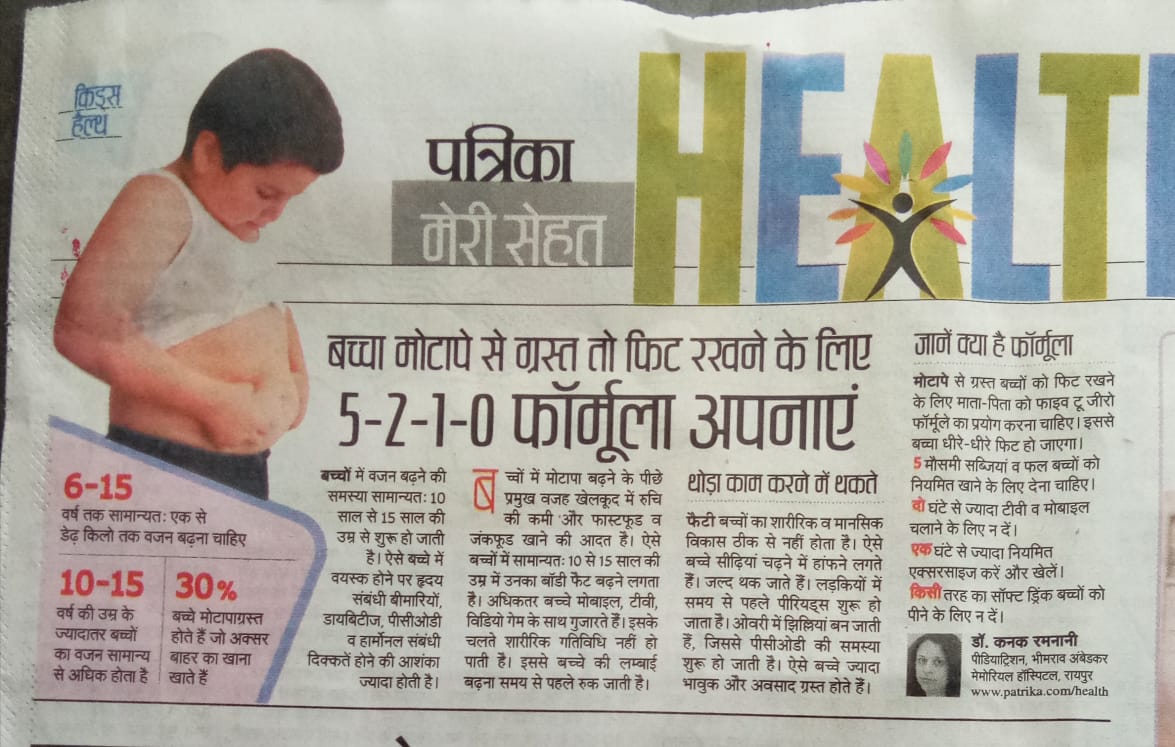 किड्स
हैल्थ
पत्रिका
मेरी सेहत
HEALT
बच्चा मोटापे से ग्रस्त तो फिट रखने के लिए
5-2-1-0 फॉर्मूला अपनाएं
6-15
वर्ष तक सामान्यतः एक से
डेढ़ किलो तक वजन बढ़ना चाहिए
10-15
वर्ष की उम्र के
ज्यादातर बच्चों
का वजन सामान्य
से अधिक होता है
30%
बच्चे मोटापाग्रस्त
होते हैं जो अक्सर
बाहर का खाना
खाते हैं
बच्चों में वजन बढ़ने की
समस्या सामान्यतः 10
साल से 15 साल की
उम्र से शुरू हो जाती
है। ऐसे बच्चे में
वयस्क होने पर हृदय
संबंधी बीमारियों,
डायबिटीज, पीसीओडी
व हार्मोनल संबंधी
दिक्कतें होने की आशंका
ज्यादा होती है।
बच्चों में मोटापा बढ़ने के पीछे
प्रमुख वजह खेलकूद में रुचि
की कमी और फास्टफूड व
जंकफूड खाने की आदत है। ऐसे
बच्चों में सामान्यतः 10 से 15 साल की
उम्र में उनका बॉडी फैट बढ़ने लगता
है। अधिकतर बच्चे मोबाइल, टीवी,
विडियो गेम के साथ गुजारते हैं। इसके
चलते शारीरिक गतिविधि नहीं हो
पाती है। इससे बच्चे की लम्बाई
बढ़ना समय से पहले रुक जाती है।
थोड़ा काम करने में थकते
फैटी बच्चों का शारीरिक व मानसिक
विकास ठीक से नहीं होता है। ऐसे
बच्चे सीढ़ियां चढ़ने में हांफने लगते
हैं। जल्द थक जाते हैं। लड़कियों में
समय से पहले पीरियड्स शुरू हो
जाता है। ओवरी में झिल्लियां बन जाती
हैं, जिससे पीसीओडी की समस्या
शुरू हो जाती है। ऐसे बच्चे ज्यादा
भावुक और अवसाद ग्रस्त होते हैं।
जानें क्या है फॉर्मूला
मोटापे से ग्रस्त बच्चों को फिट रखने
के लिए माता-पिता को फाइव टू जीरो
फॉर्मूले का प्रयोग करना चाहिए। इससे
बच्चा धीरे-धीरे फिट हो जाएगा।
5 मौसमी सब्जियां व फल बच्चों को
नियमित खाने के लिए देना चाहिए।
दो घंटे से ज्यादा टीवी व मोबाइल
चलाने के लिए न दें।
एक घंटे से ज्यादा नियमित
एक्सरसाइज करें और खेलें।
किसी तरह का सॉफ्ट ड्रिंक बच्चों को
पीने के लिए न दें।
डॉ. कनक रमनानी
पीडियाट्रिशन, भीमराव अंबेडकर
मेमोरियल हॉस्पिटल, रायपुर
www.patrika.com/health